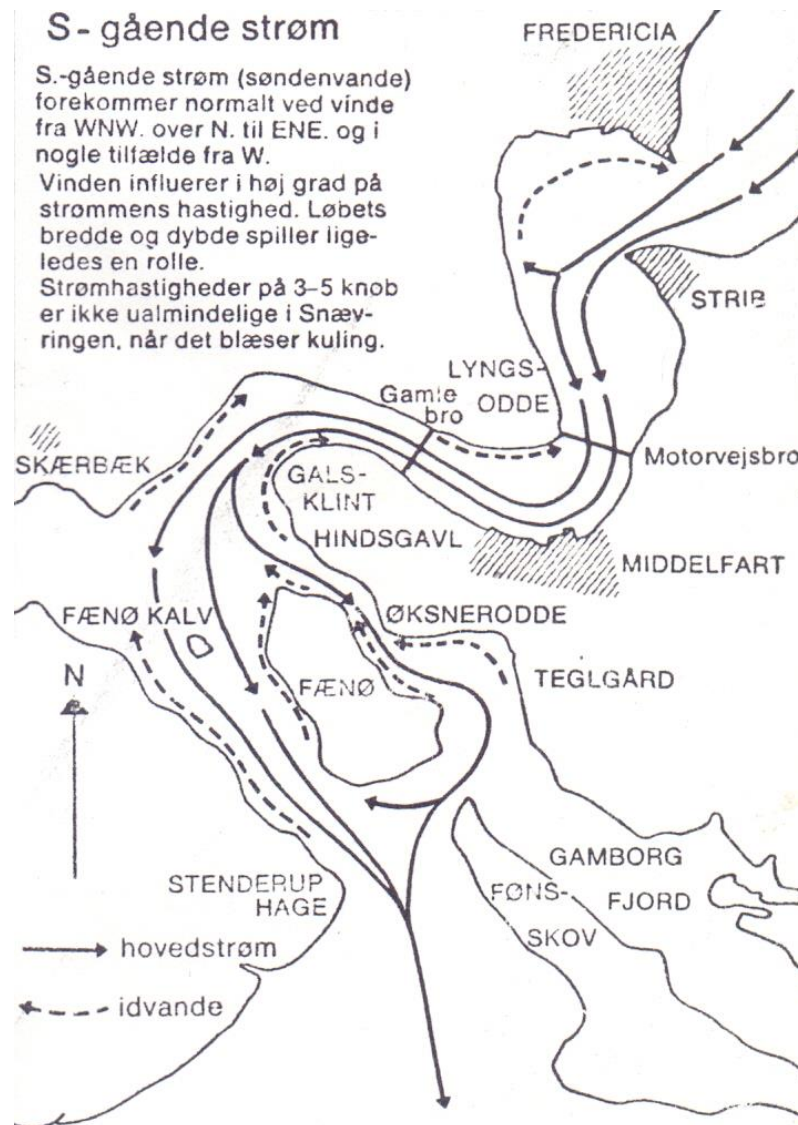 S- gående strøm
S.-gående strøm (søndenvande)
forekommer normalt ved vinde
fra WNW. over N. til ENE. og i
nogle tilfælde fra W.
Vinden influerer i høj grad på
strømmens hastighed. Løbets
bredde og dybde spiller lige-
ledes en rolle.
Strømhastigheder på 3-5 knob
er ikke ualmindelige i Snæv-
ringen, når det blæser kuling.
FREDERICIA
STRIB
LYNGS-
ODDE
Gamle
bro
Motorvejsbro
SKÆRBÆK
GALS-
KLINT
HINDSGAVL
MIDDELFART
FÆNØ KALV
ØKSNERODDE
N
FÆNØ
TEGLGÅRD
STENDERUP
HAGE
GAMBORG
FJORD
FØNS-
SKOV
hovedstrøm
idvande